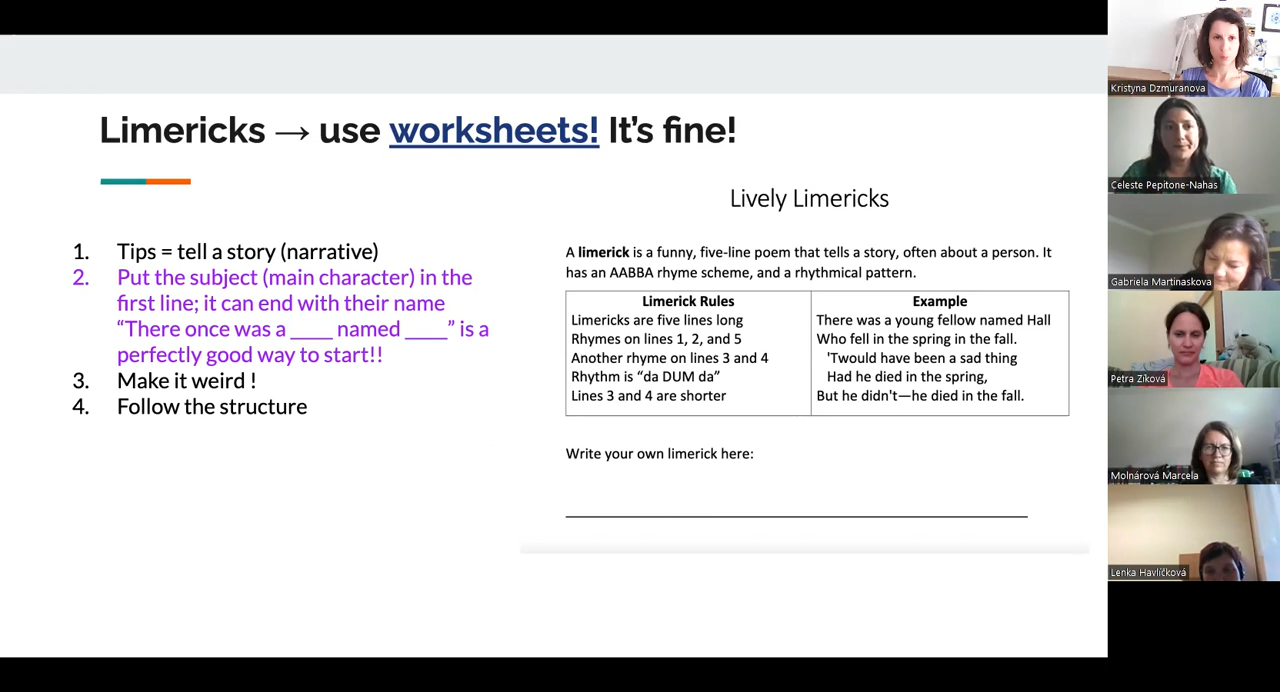 Limericks → use worksheets! It's fine!
1. Tips = tell a story (narrative)
2. Put the subject (main character) in the
first line; it can end with their name
“There once was a ____ named ____” is a
perfectly good way to start!!
3. Make it weird !
4. Follow the structure
Lively Limericks
A limerick is a funny, five-line poem that tells a story, often about a person. It
has an AABBA rhyme scheme, and a rhythmical pattern.
Limerick Rules
Limericks are five lines long
Rhymes on lines 1, 2, and 5
Another rhyme on lines 3 and 4
Rhythm is “da DUM da”
Lines 3 and 4 are shorter
Example
There was a young fellow named Hall
Who fell in the spring in the fall.
'Twould have been a sad thing
Had he died in the spring,
But he didn't—he died in the fall.
Write your own limerick here:
Kristyna Dzmuranova
Celeste Pepitone-Nahas
Gabriela Martinaskova
Petra Zíková
Molnárová Marcela
Lenka Havlíčková